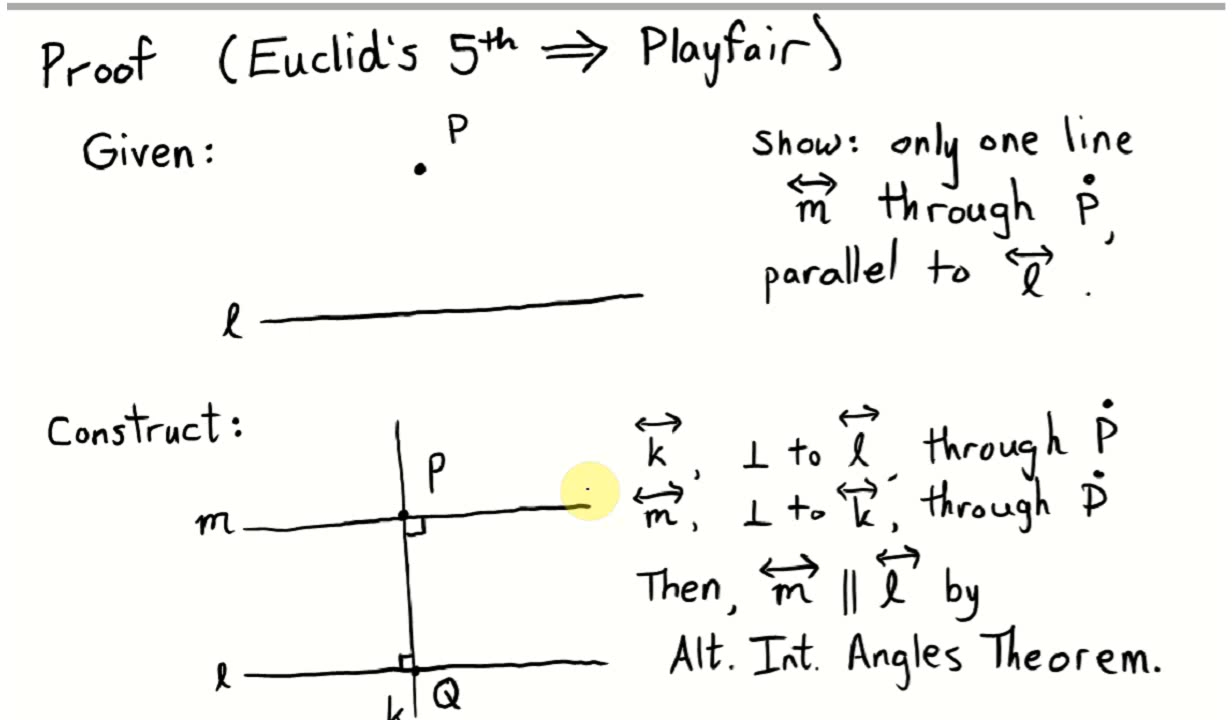 Proof (Euclid's 5th ⇒ Playfair)
Given:
P
Show: only one line
m through P,
parallel to l.
l
Construct:
P
m
l
Q
k
k, ⊥ to l, through P
m, ⊥ to k, through P
Then, m || l by
Alt. Int. Angles Theorem.